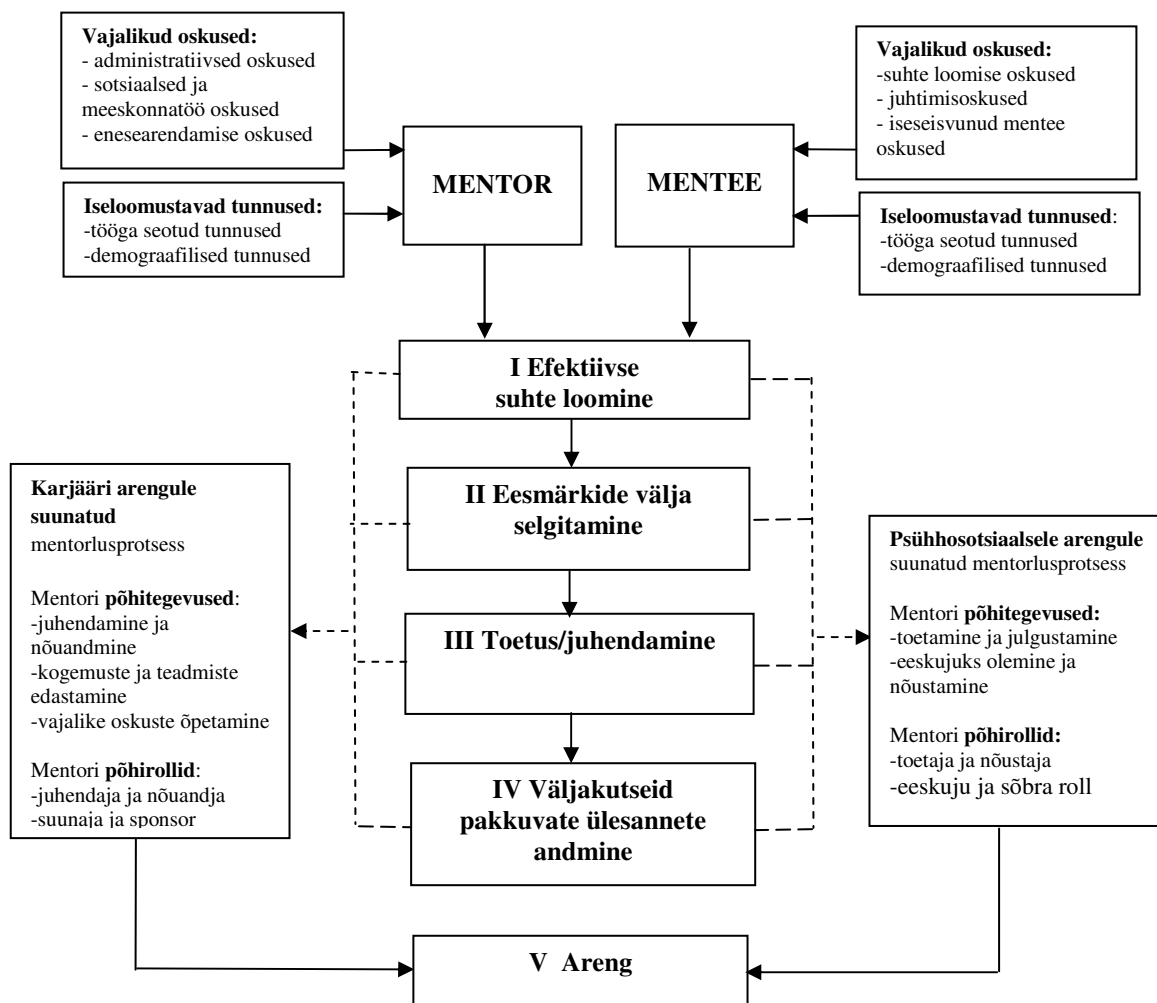 Vajalikud oskused:
- administratiivsed oskused
- sotsiaalsed ja
meeskonnatöö oskused
- enesearendamise oskused
Iseloomustavad tunnused:
-tööga seotud tunnused
-demograafilised tunnused
MENTOR
MENTEE
Vajalikud oskused:
-suhte loomise oskused
- juhtimisoskused
- iseseisvunud mentee
oskused
Iseloomustavad tunnused:
-tööga seotud tunnused
-demograafilised tunnused
I Efektiivse
suhte loomine
II Eesmärkide välja
selgitamine
III Toetus/juhendamine
IV Väljakutseid
pakkuvate ülesannete
andmine
Karjääri arengule
suunatud
mentorlusprotsess
Mentori põhitegevused:
-juhendamine ja
nõuandmine
-kogemuste ja teadmiste
edastamine
-vajalike oskuste õpetamine
Mentori põhirollid:
-juhendaja ja nõuandja
-suunaja ja sponsor
Psühhosotsiaalsele arengule
suunatud mentorlusprotsess
Mentori põhitegevused:
-toetamine ja julgustamine
-eeskujuks olemine ja
nõustamine
Mentori põhirollid:
-toetaja ja nõustaja
-eeskuju ja sõbra roll
V Areng